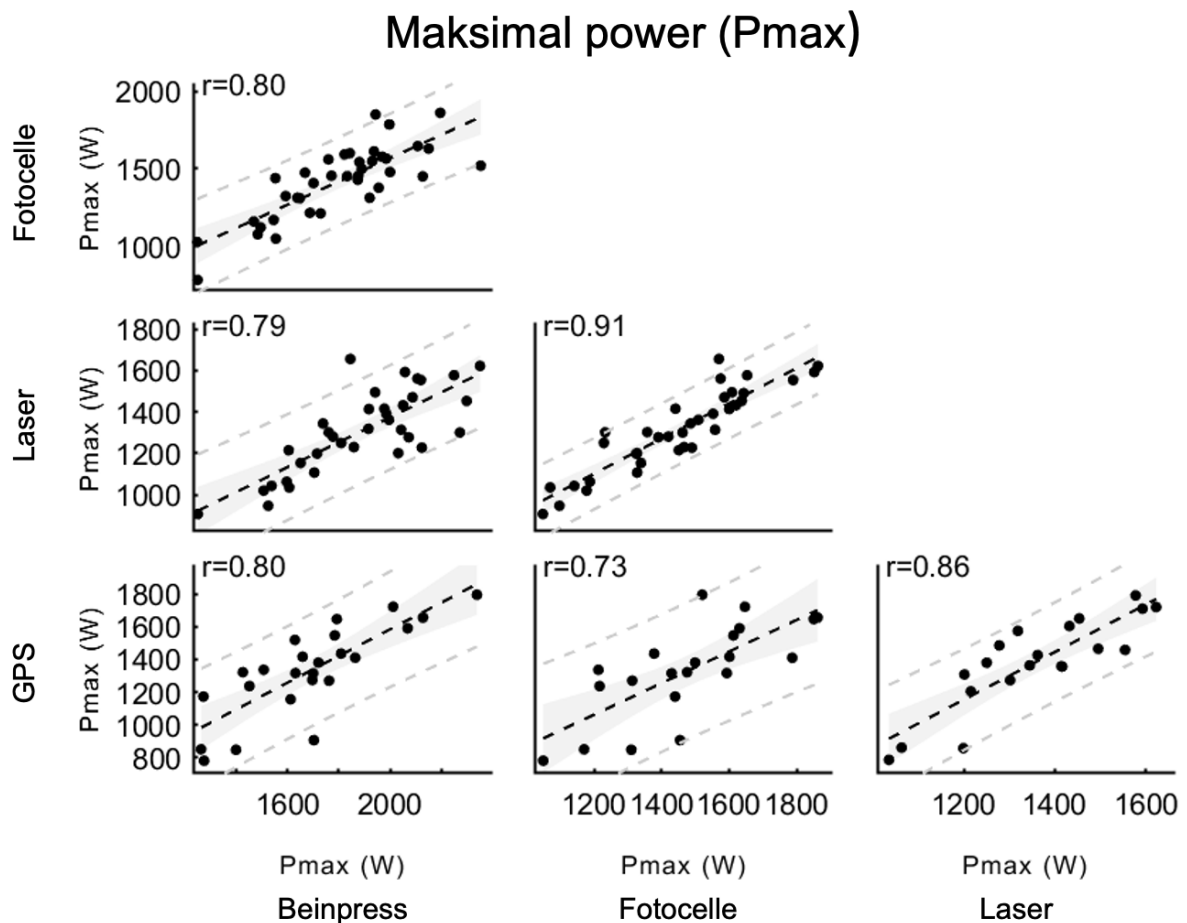 Maksimal power (Pmax)
Fotocelle
Pmax (W)
2000
1500
1000
r=0.80
Laser
Pmax (W)
1800
1600
1400
1200
1000
r=0.79
r=0.91
GPS
Pmax (W)
1800
1600
1400
1200
1000
800
r=0.80
r=0.73
r=0.86
1600 2000
1200 1400 1600 1800
1200 1400 1600
Pmax (W) Pmax (W) Pmax (W)
Beinpress Fotocelle Laser